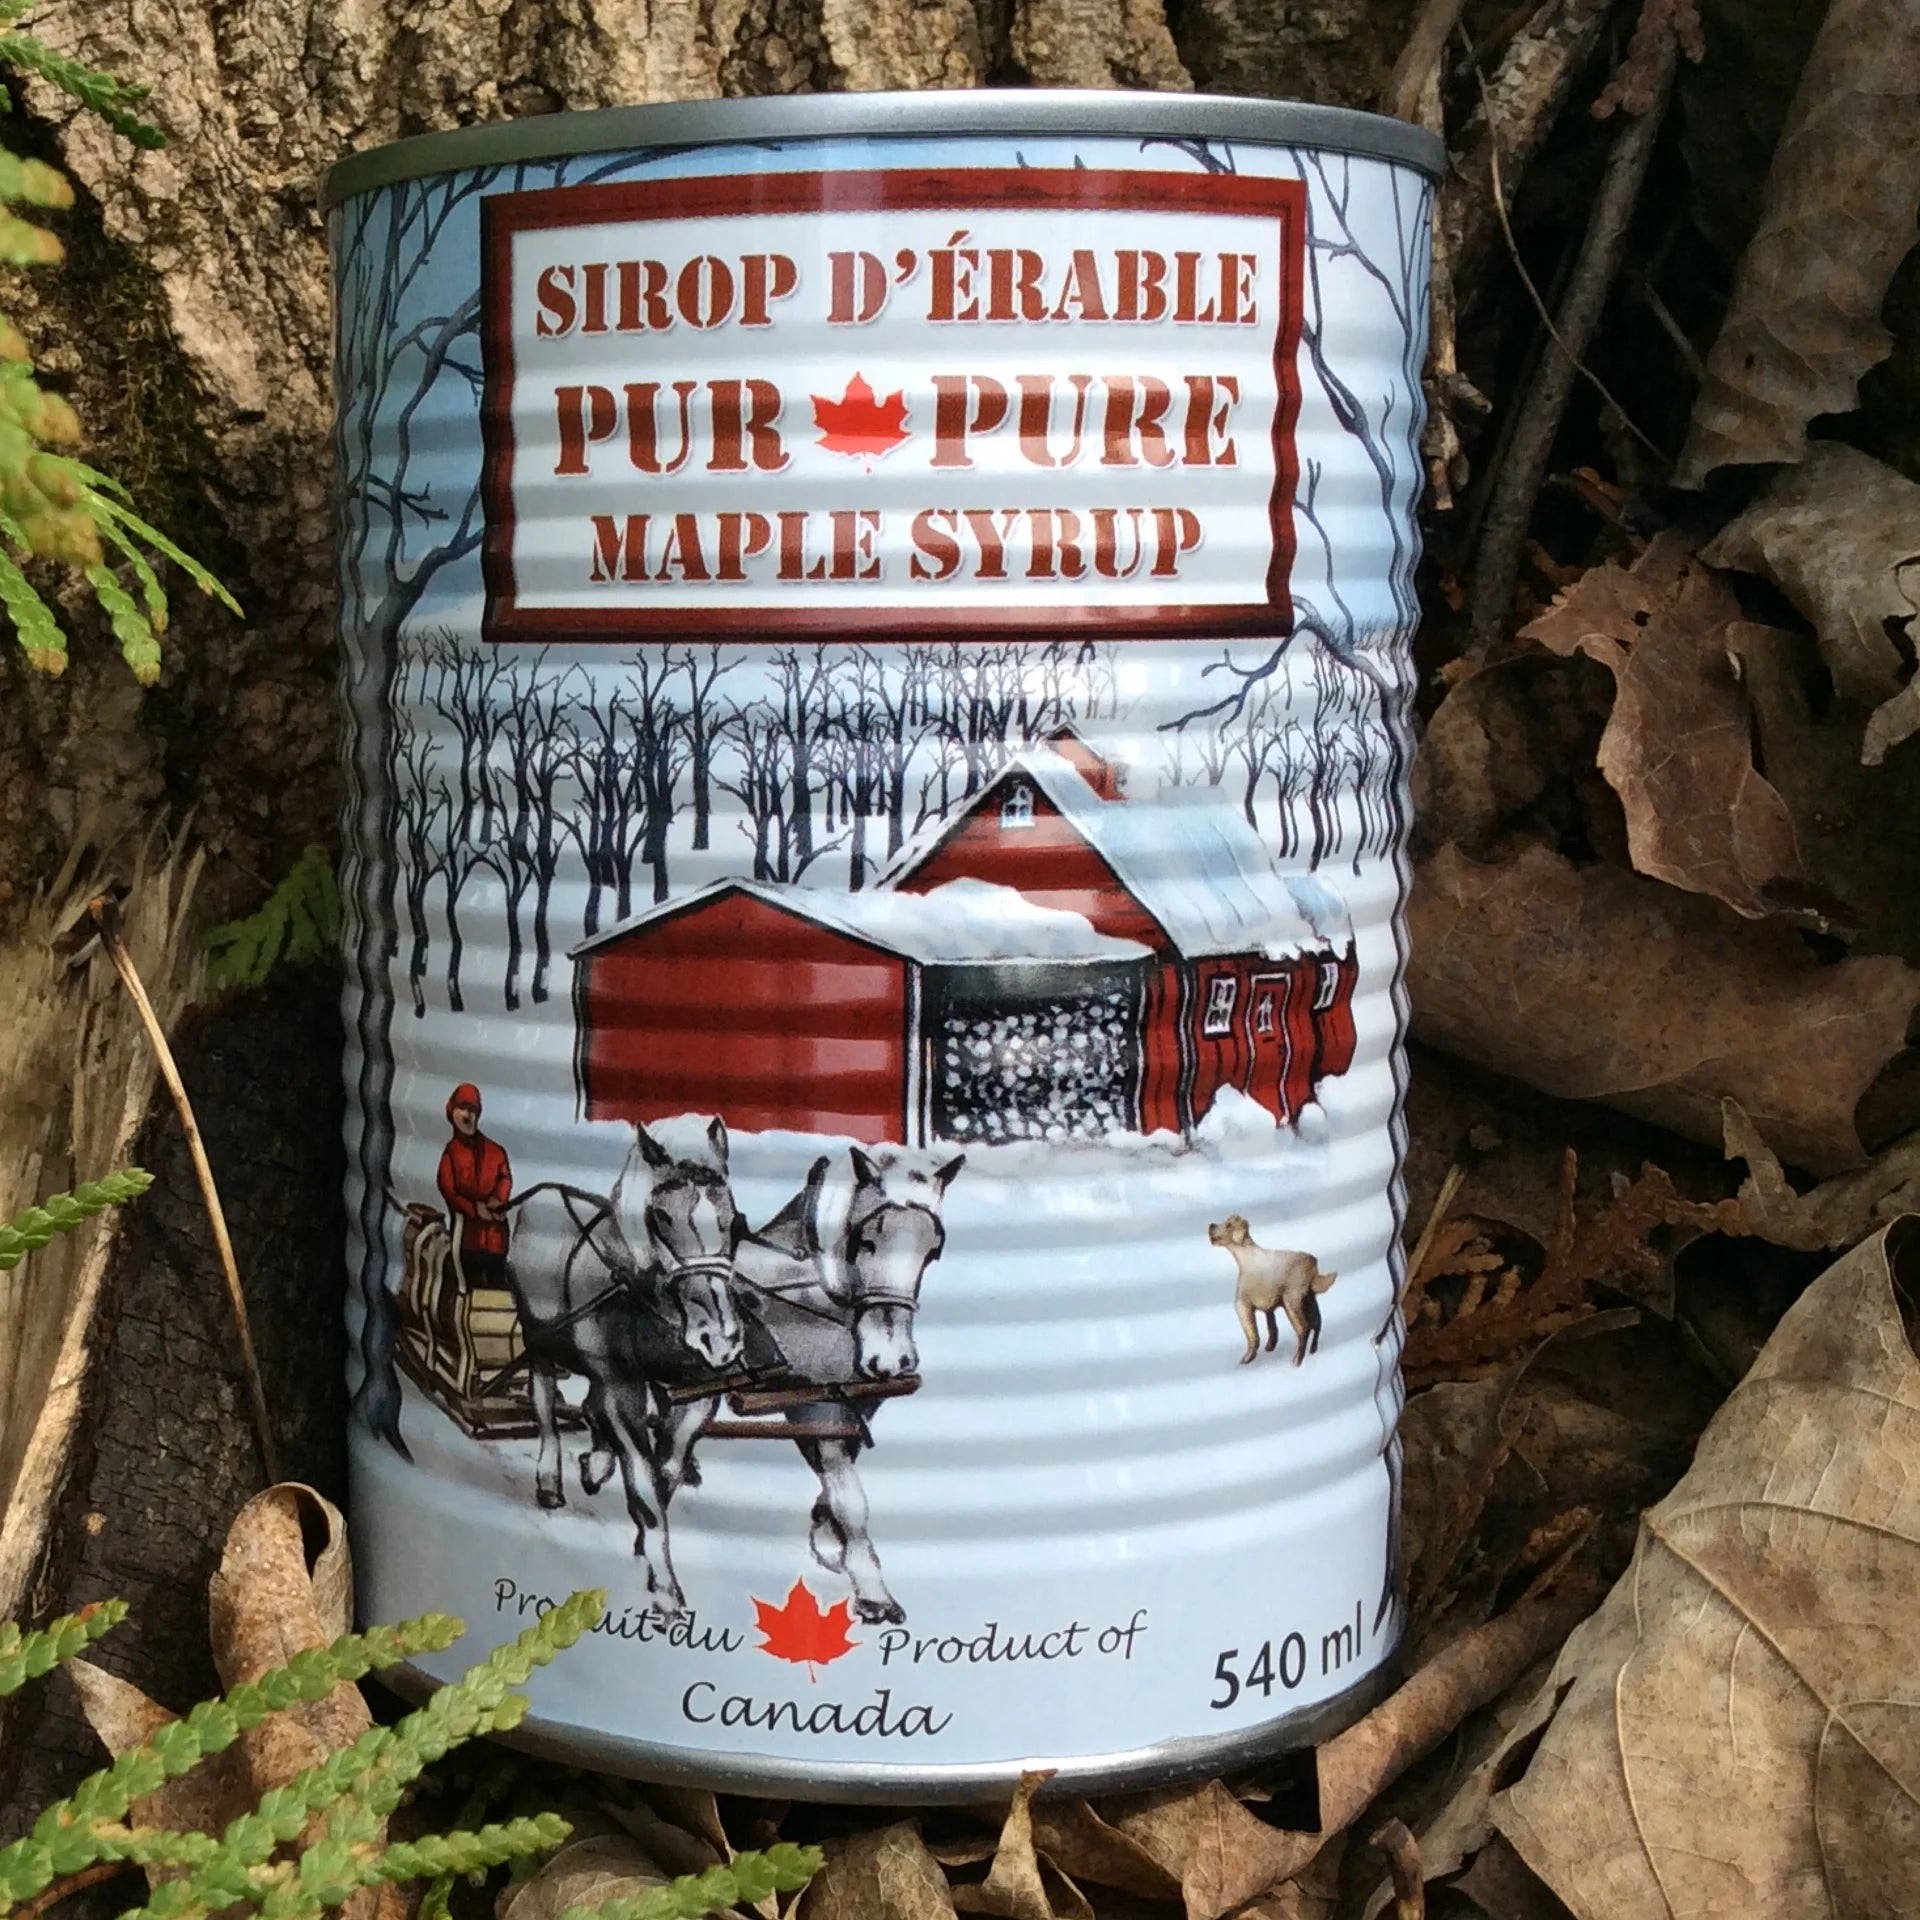 SIROP D'ÉRABLE
PUR PURE
MAPLE SYRUP
Produit du Product of
Canada
540 ml